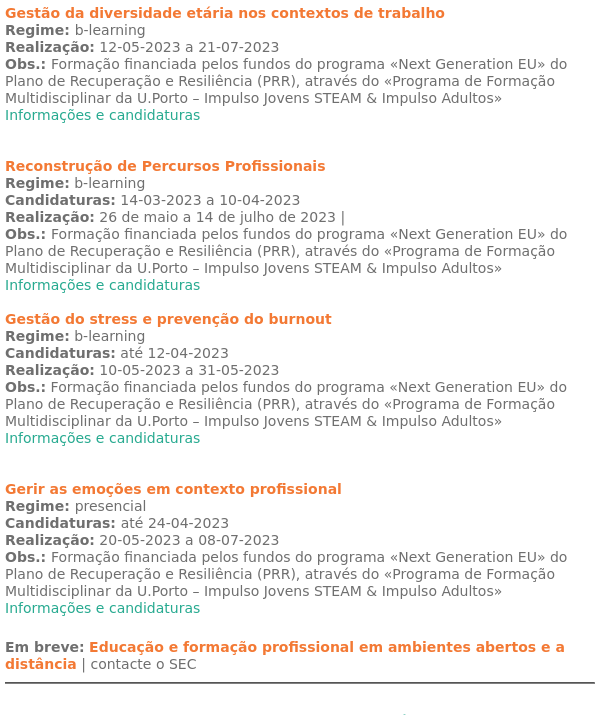 Gestão da diversidade etária nos contextos de trabalho
Regime: b-learning
Realização: 12-05-2023 a 21-07-2023
Obs.: Formação financiada pelos fundos do programa «Next Generation EU» do
Plano de Recuperação e Resiliência (PRR), através do «Programa de Formação
Multidisciplinar da U.Porto – Impulso Jovens STEAM & Impulso Adultos»
Informações e candidaturas
Reconstrução de Percursos Profissionais
Regime: b-learning
Candidaturas: 14-03-2023 a 10-04-2023
Realização: 26 de maio a 14 de julho de 2023 |
Obs.: Formação financiada pelos fundos do programa «Next Generation EU» do
Plano de Recuperação e Resiliência (PRR), através do «Programa de Formação
Multidisciplinar da U.Porto – Impulso Jovens STEAM & Impulso Adultos»
Informações e candidaturas
Gestão do stress e prevenção do burnout
Regime: b-learning
Candidaturas: até 12-04-2023
Realização: 10-05-2023 a 31-05-2023
Obs.: Formação financiada pelos fundos do programa «Next Generation EU» do
Plano de Recuperação e Resiliência (PRR), através do «Programa de Formação
Multidisciplinar da U.Porto – Impulso Jovens STEAM & Impulso Adultos»
Informações e candidaturas
Gerir as emoções em contexto profissional
Regime: presencial
Candidaturas: até 24-04-2023
Realização: 20-05-2023 a 08-07-2023
Obs.: Formação financiada pelos fundos do programa «Next Generation EU» do
Plano de Recuperação e Resiliência (PRR), através do «Programa de Formação
Multidisciplinar da U.Porto – Impulso Jovens STEAM & Impulso Adultos»
Informações e candidaturas
Em breve: Educação e formação profissional em ambientes abertos e a
distância | contacte o SEC